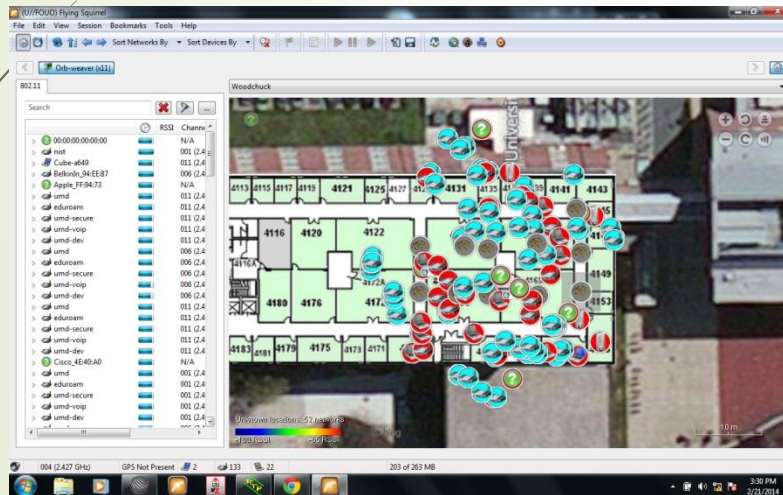 (U//FOUO) Flying Squirrel
File Edit View Session Bookmarks Tools Help
Sort Networks By Sort Devices By
Orb-weaver (x11)
802.11
Woodchuck
Search
...
RSSI Channe
00:00:00:00:00:00 N/A
nist 001 (2.4
Cube-a649 011 (2.4
BelkinIn_94:EE:87 006 (2.4
Apple_FF:94:73 N/A
umd 011 (2.4
eduroam 011 (2.4
umd-secure 011 (2.4
umd-voip 011 (2.4
umd-dev 011 (2.4
umd 006 (2.4
eduroam 006 (2.4
umd-secure 006 (2.4
umd-voip 006 (2.4
umd-dev 006 (2.4
umd 011 (2.4
eduroam 011 (2.4
umd-secure 011 (2.4
umd-voip 011 (2.4
umd-dev 011 (2.4
Cisco_4E:40:A0 N/A
umd 001 (2.4
eduroam 001 (2.4
umd-secure 001 (2.4
umd-voip 001 (2.4
umd-dev 001 (2.4
Universi
4113 4115 4117 4119 4121 4125 4127 4131 4135 4141 4143
4116 4120 4122
4116A
4172A
4149
4180 4176
4153
4183 4181 4179 4175 4173 4171
Unknown locations: 52 networks
-100 RSSI
10 m
004 (2.427 GHz) GPS Not Present 2 133 22 203 of 263 MB
3:30 PM
2/21/2014